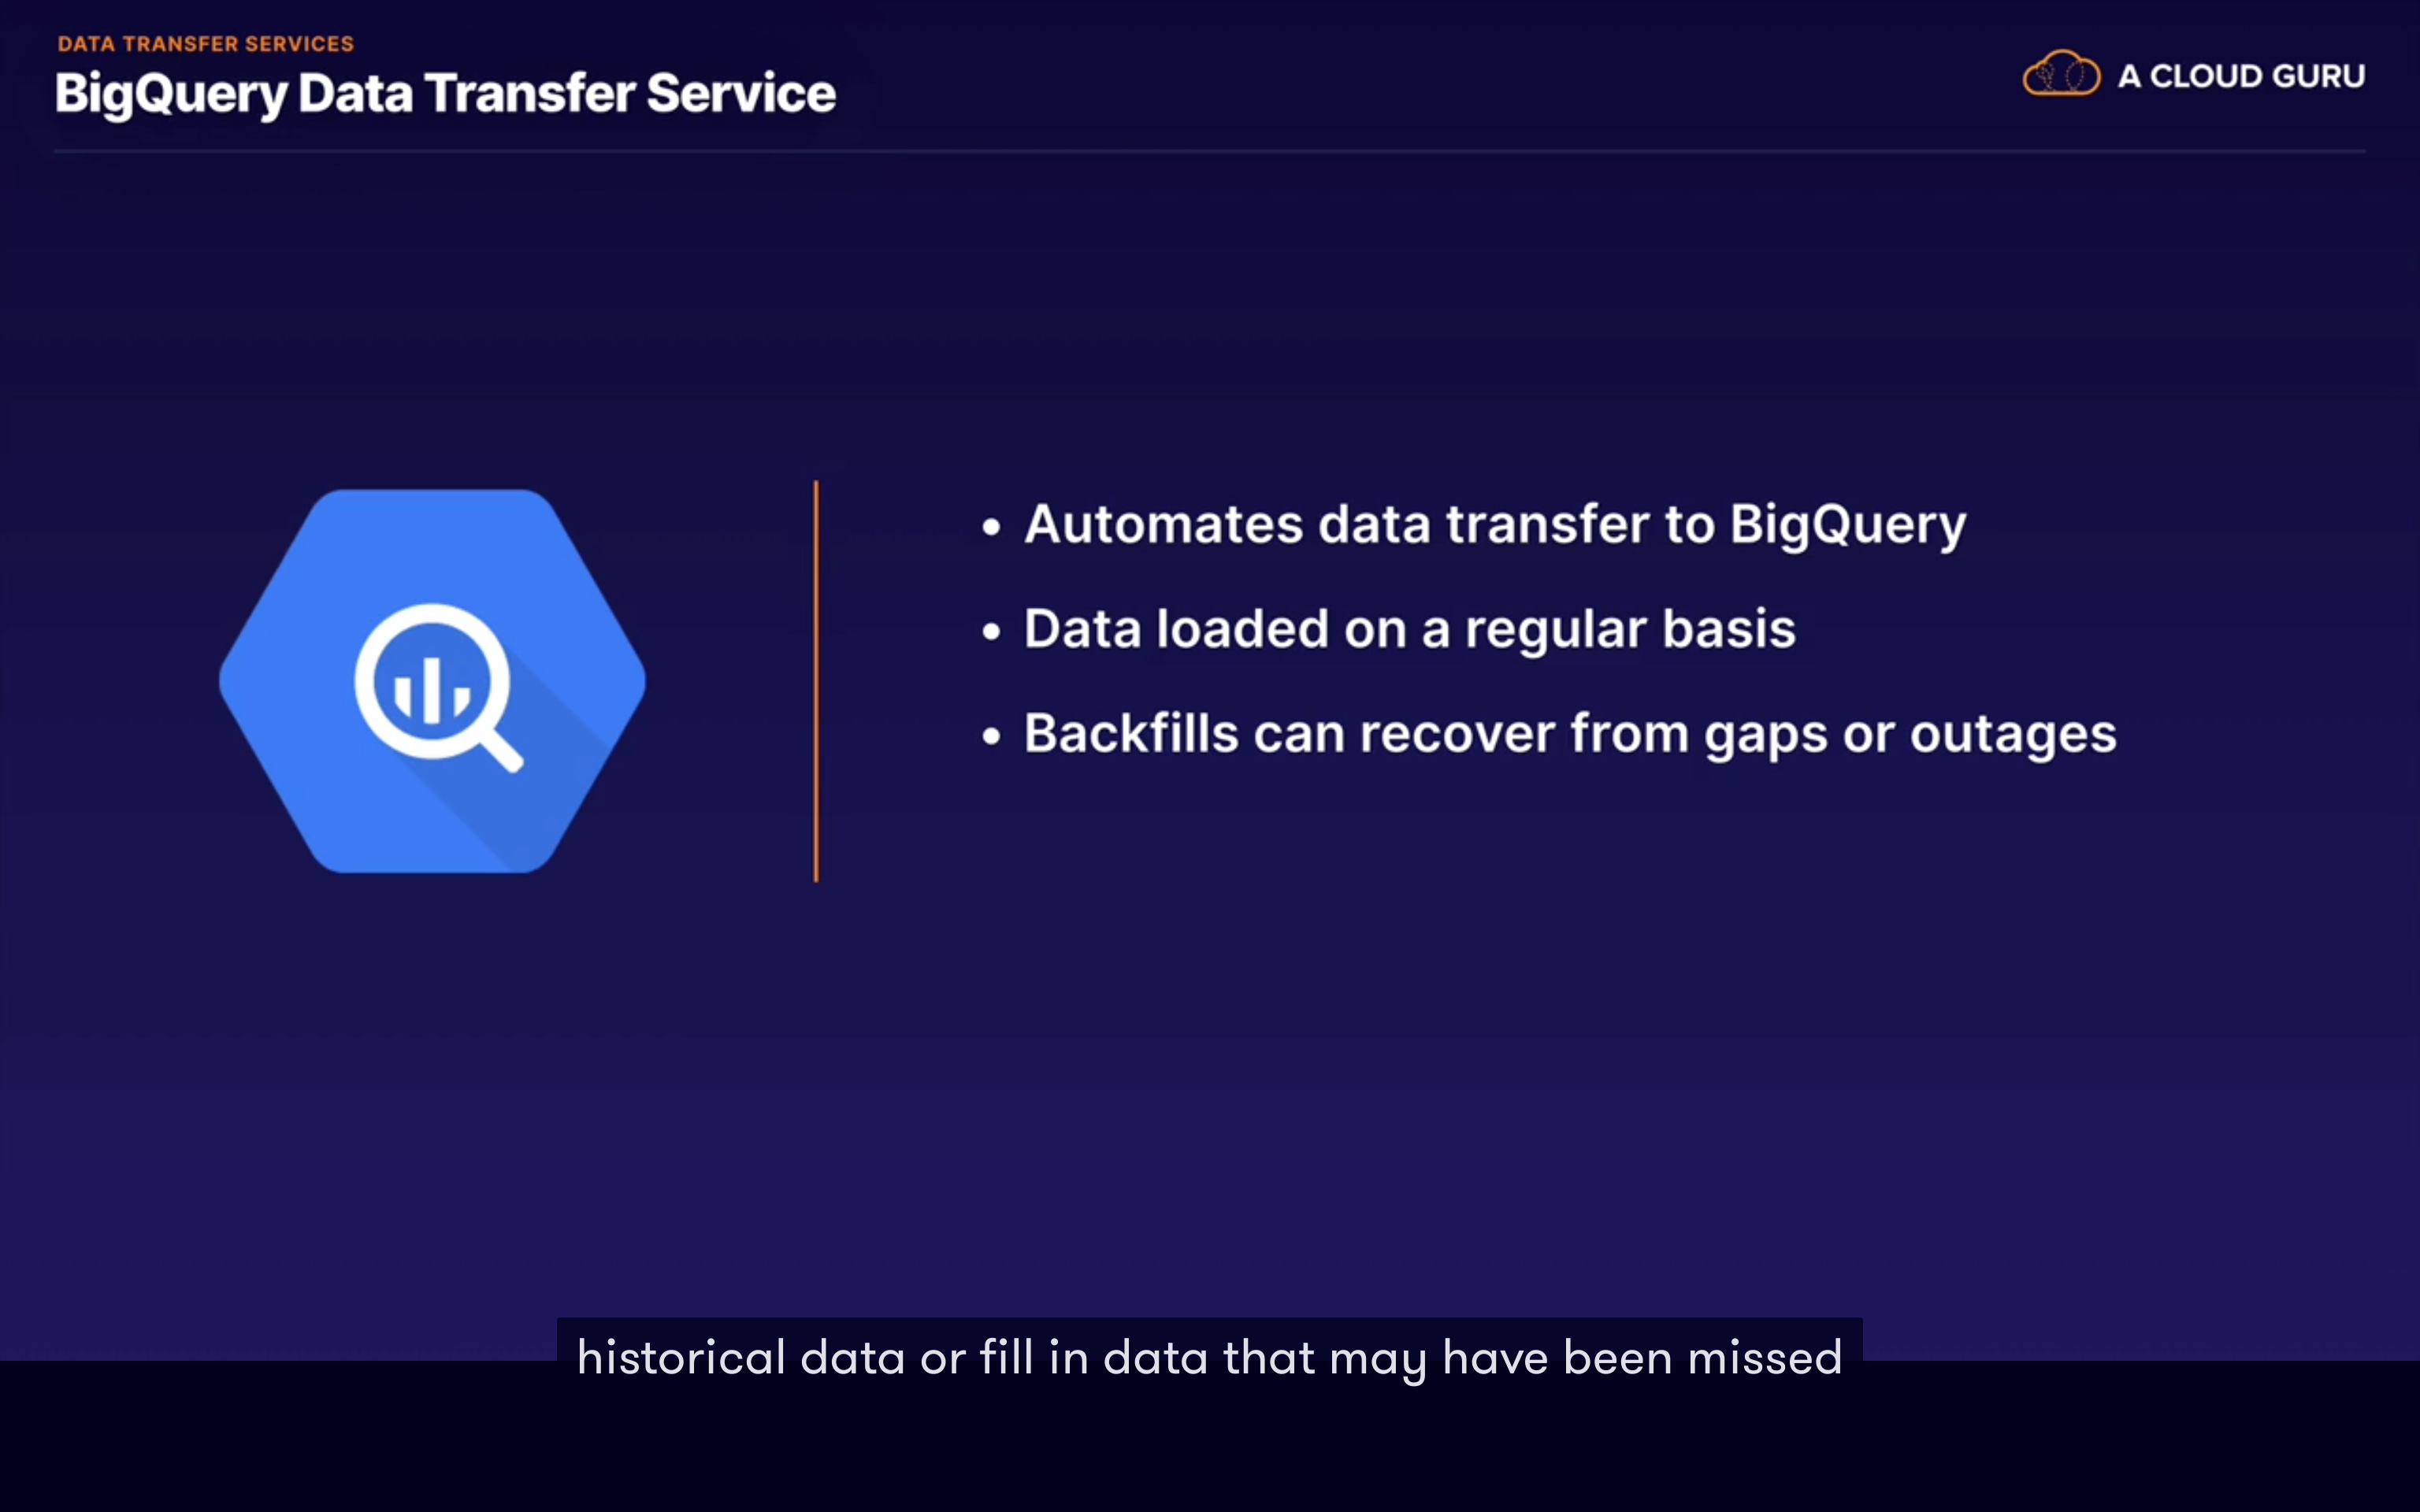 DATA TRANSFER SERVICES
BigQuery Data Transfer Service
A CLOUD GURU
• Automates data transfer to BigQuery
• Data loaded on a regular basis
• Backfills can recover from gaps or outages
historical data or fill in data that may have been missed